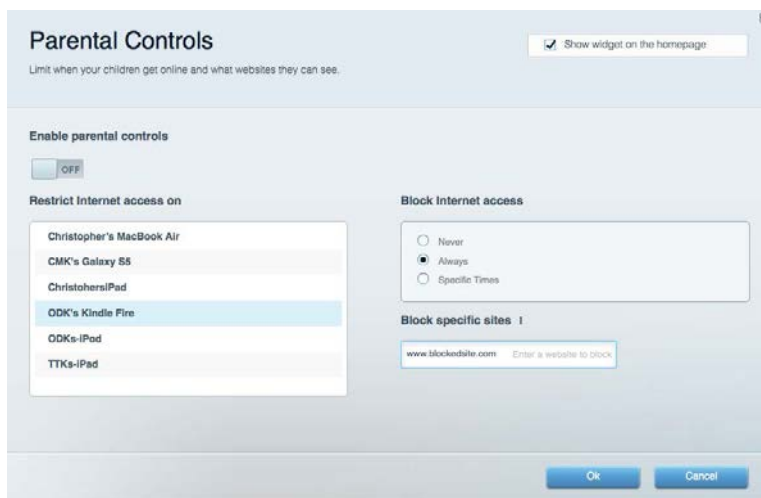 Parental Controls
Show widget on the homepage
Limit when your children get online and what websites they can see.
Enable parental controls
OFF
Restrict Internet access on
Christopher's MacBook Air
CMK's Galaxy S5
ChristohersiPad
ODK's Kindle Fire
ODKs-iPod
TTKs-iPad
Block Internet access
Never
Always
Specific Times
Block specific sites
www.blockedsite.com Enter a website to block
Ok
Cancel